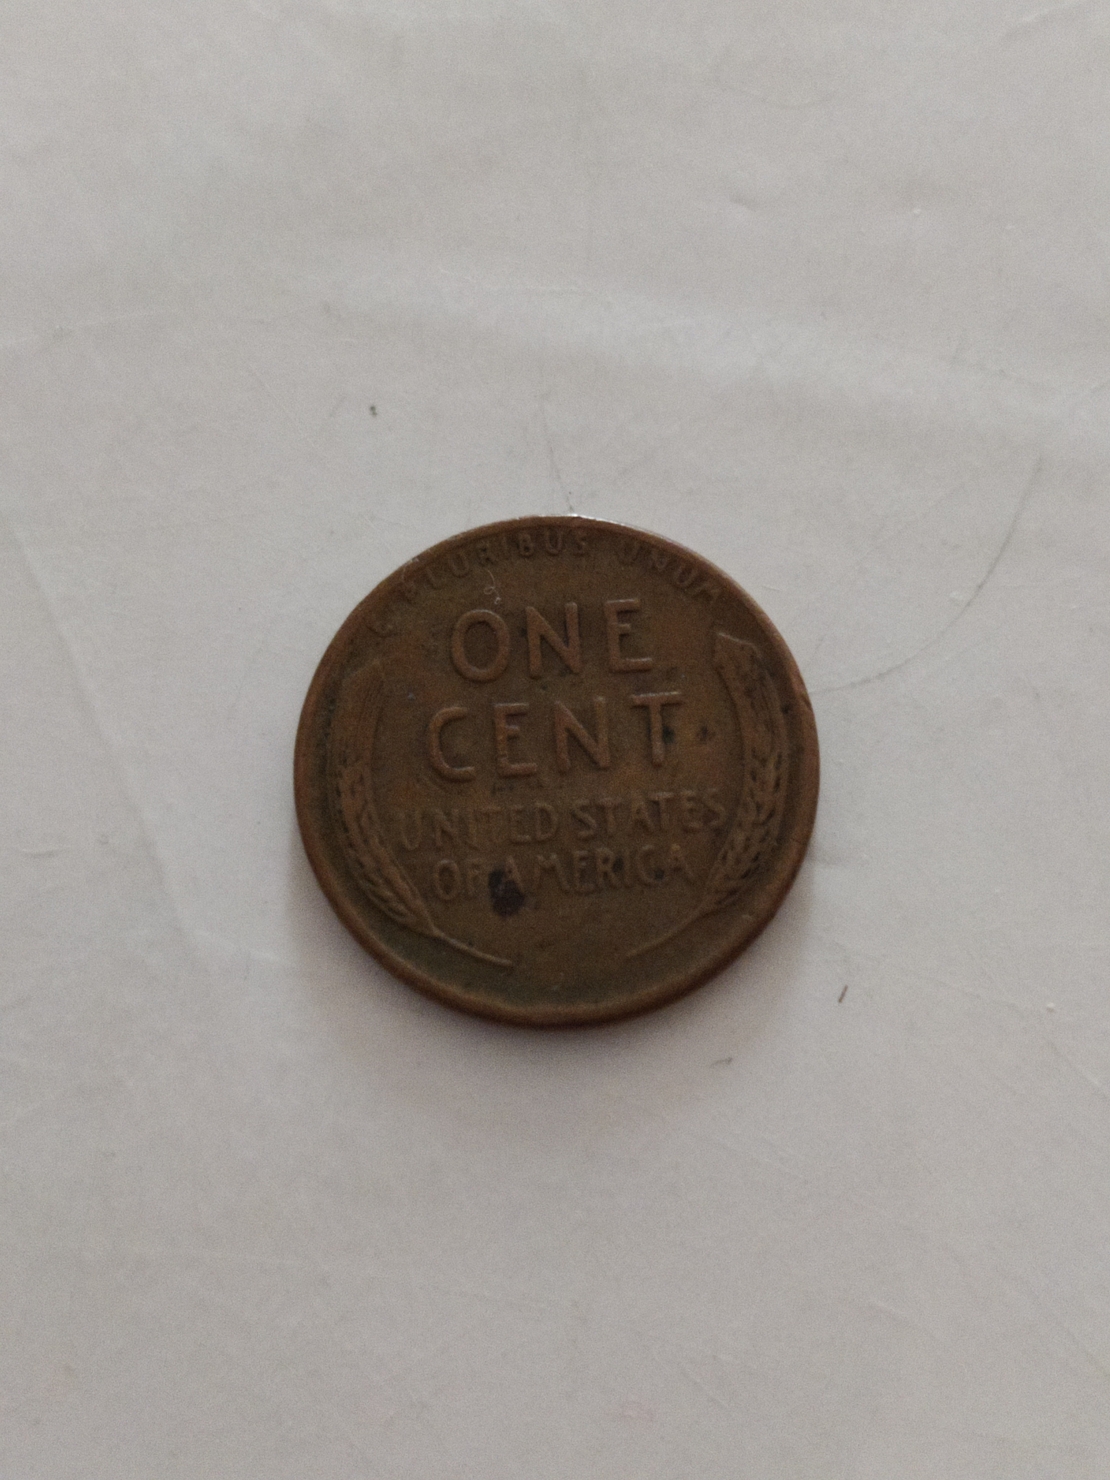 E PLURIBUS UNUM
ONE
CENT
UNITED STATES
OF AMERICA